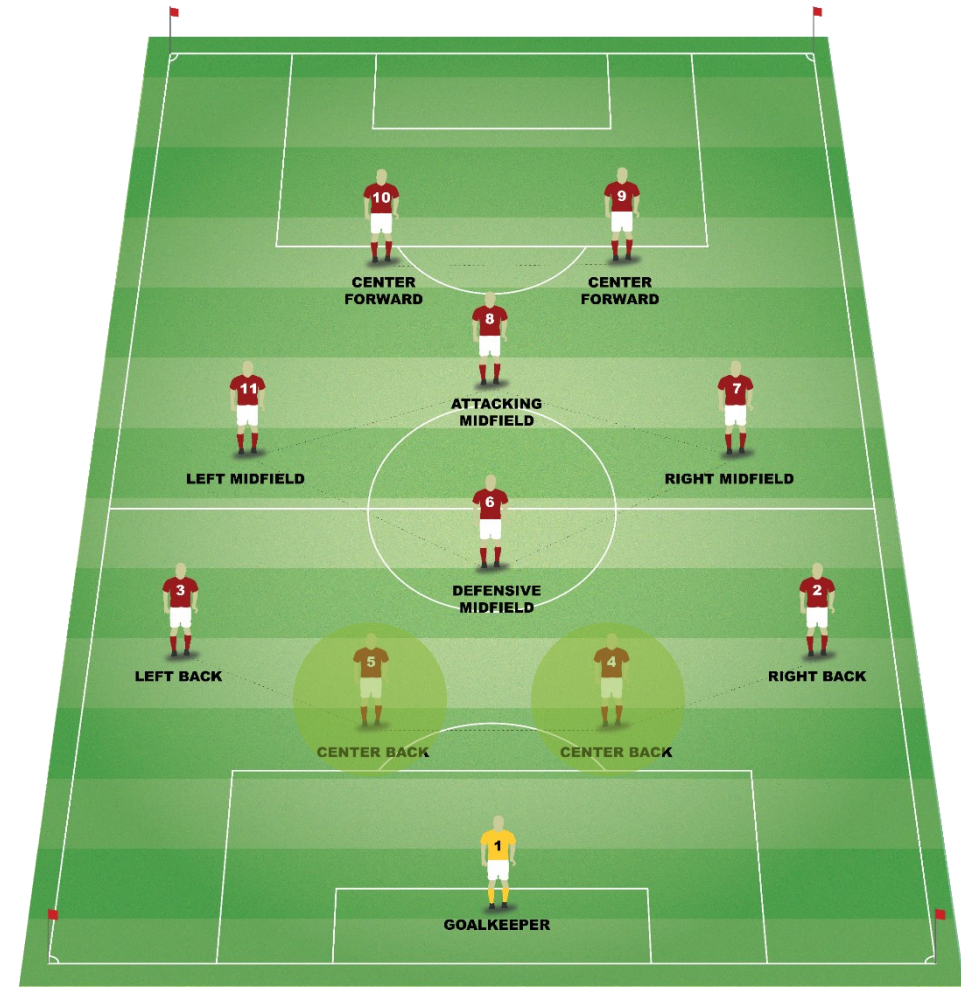 10
9
CENTER
FORWARD
CENTER
FORWARD
8
11
7
ATTACKING
MIDFIELD
LEFT MIDFIELD
RIGHT MIDFIELD
6
3
2
DEFENSIVE
MIDFIELD
5
4
LEFT BACK
RIGHT BACK
CENTER BACK
CENTER BACK
1
GOALKEEPER